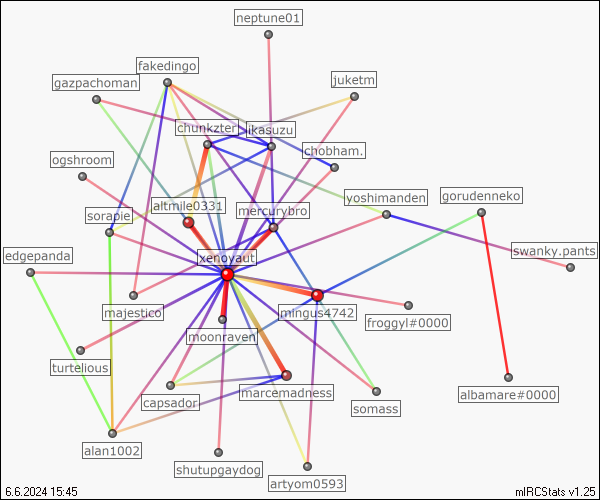 neptune01
fakedingo
gazpachoman
juketm
chunkzter
ikasuzu
chobham.
ogshroom
yoshimanden
gorudenneko
altmile0331
mercurybro
sorapie
swanky.pants
edgepanda
xenoyaut
majestico
mingus4742
froggyl#0000
moonraven
turtelious
albamare#0000
capsador
marcemadness
somass
alan1002
shutupgaydog
artyom0593
6.6.2024 15:45
mIRCStats v1.25